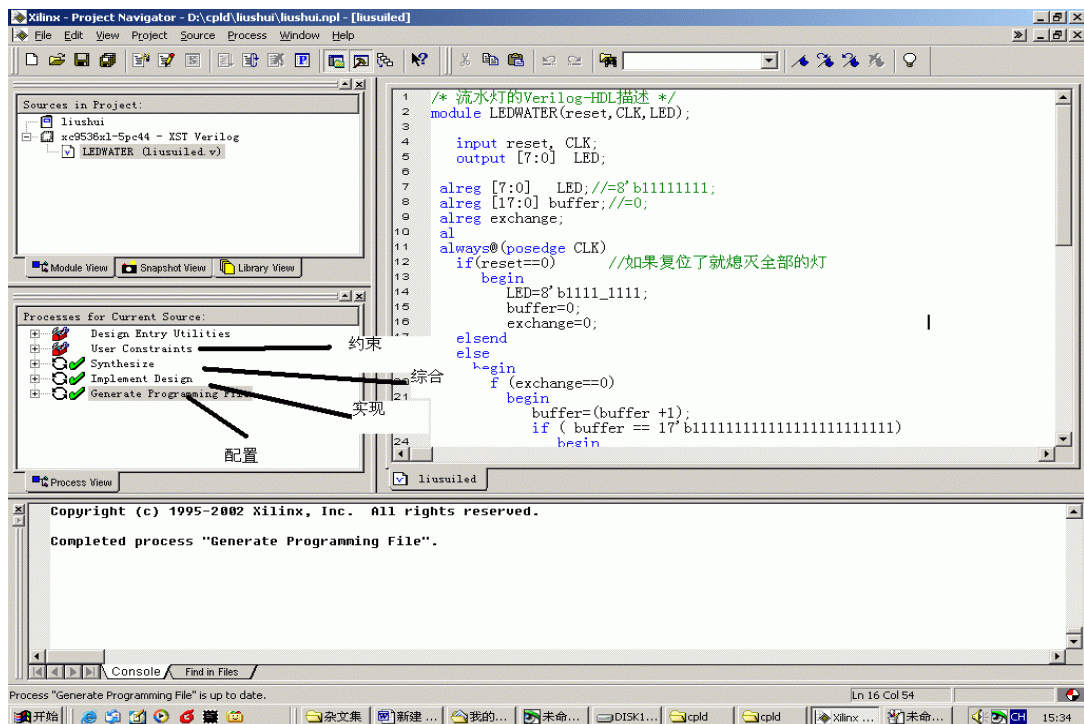 Xilinx - Project Navigator - D:\cpld\liushui\liushui.npl - [liusuiled]
File Edit View Project Source Process Window Help
Sources in Project:
liushui
xc9536xl-5pc44 - XST Verilog
LEDWATER (liusuiled.v)
Module View Snapshot View Library View
Processes for Current Source:
Design Entry Utilities
User Constraints
约束
Synthesize
综合
Implement Design
实现
Generate Programming File
配置
Process View
1 /* 流水灯的Verilog-HDL描述 */
2 module LEDWATER(reset,CLK,LED);
3
4 input reset, CLK;
5 output [7:0] LED;
6
7 alreg [7:0] LED;//=8'b11111111;
8 alreg [17:0] buffer;//=0;
9 alreg exchange;
10 al
11 always@(posedge CLK)
12 if(reset==0) //如果复位了就熄灭全部的灯
13 begin
14 LED=8'b1111_1111;
15 buffer=0;
16 exchange=0;
elsend
else
begin
f (exchange==0)
21 begin
buffer=(buffer +1);
if ( buffer == 17'b1111111111111111111111111)
24 begin
liusuiled
Copyright (c) 1995-2002 Xilinx, Inc. All rights reserved.
Completed process "Generate Programming File".
Console Find in Files
Process "Generate Programming File" is up to date.
Ln 16 Col 54
开始 杂文集 新建 ... 我的... 未命... DISK1... cpld cpld Xilinx ... 未命... CH 15:34